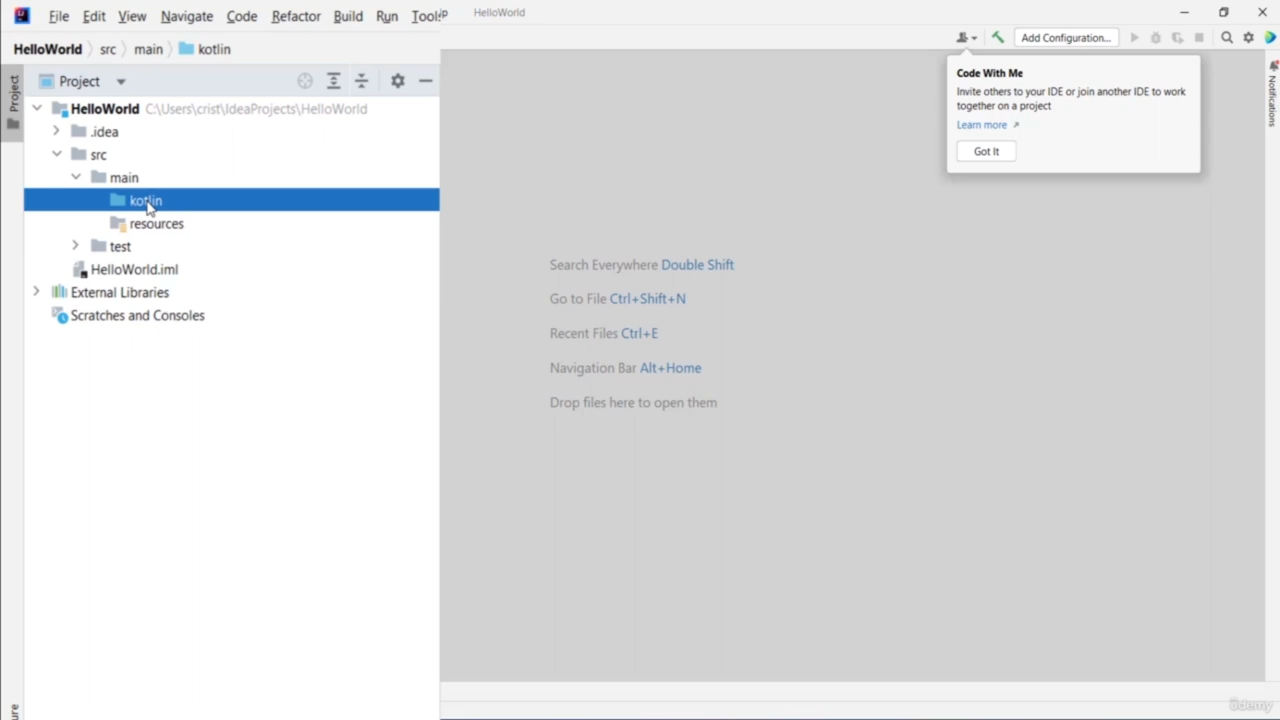 File Edit View Navigate Code Refactor Build Run Tools
HelloWorld
HelloWorld src main kotlin
Add Configuration...
Project
Project
HelloWorld C:\Users\crist\IdeaProjects\HelloWorld
.idea
src
main
kotlin
resources
test
HelloWorld.iml
External Libraries
Scratches and Consoles
Code With Me
Invite others to your IDE or join another IDE to work
together on a project
Learn more
Got It
Notifications
Search Everywhere Double Shift
Go to File Ctrl+Shift+N
Recent Files Ctrl+E
Navigation Bar Alt+Home
Drop files here to open them
ûdemy